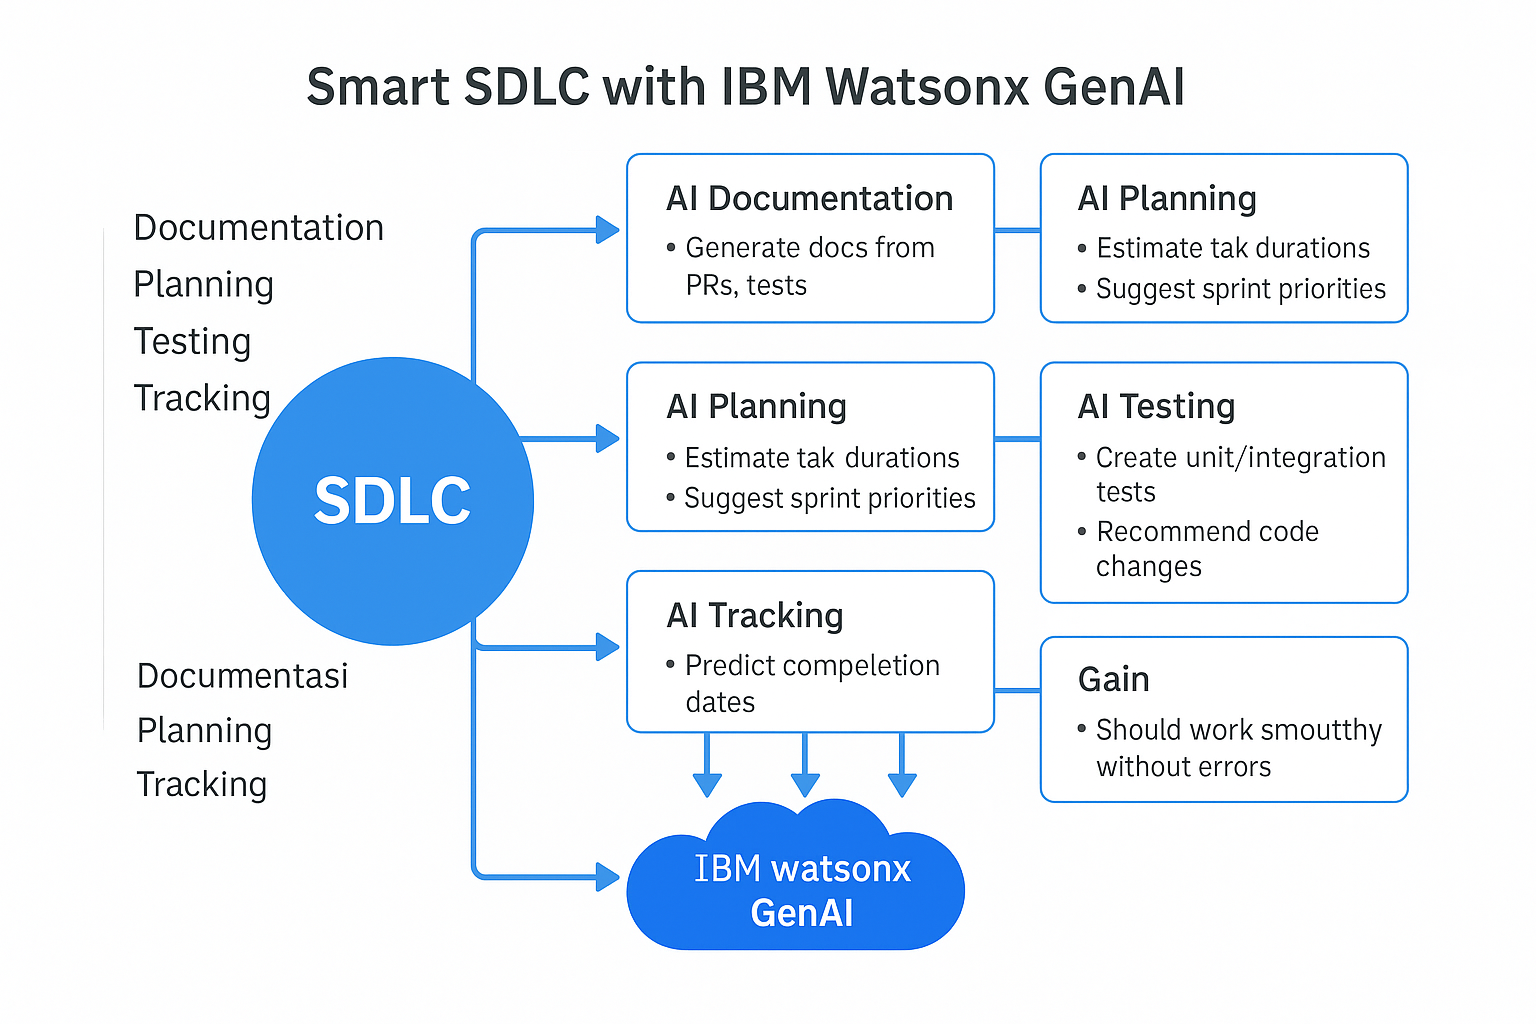 Smart SDLC with IBM Watsonx GenAI
Documentation
Planning
Testing
Tracking
SDLC
Documentasi
Planning
Tracking
AI Documentation
• Generate docs from
PRs, tests
AI Planning
• Estimate tak durations
• Suggest sprint priorities
AI Planning
• Estimate tak durations
• Suggest sprint priorities
AI Testing
• Create unit/integration
tests
• Recommend code
changes
AI Tracking
• Predict compeletion
dates
Gain
• Should work smoutthy
without errors
IBM watsonx
GenAI